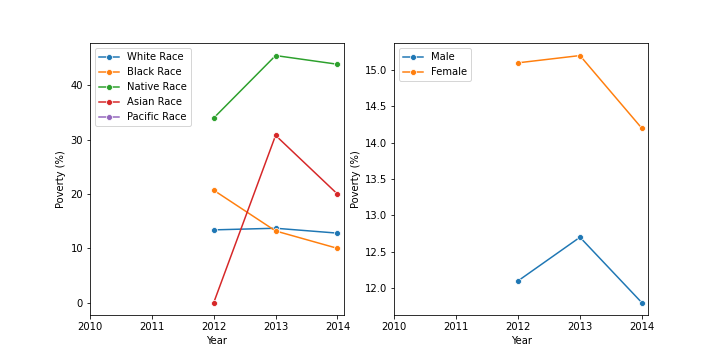 White Race
Black Race
Native Race
Asian Race
Pacific Race
40
30
20
10
0
Poverty (%)
2010 2011 2012 2013 2014
Year
Male
Female
15.0
14.5
14.0
13.5
13.0
12.5
12.0
Poverty (%)
2010 2011 2012 2013 2014
Year